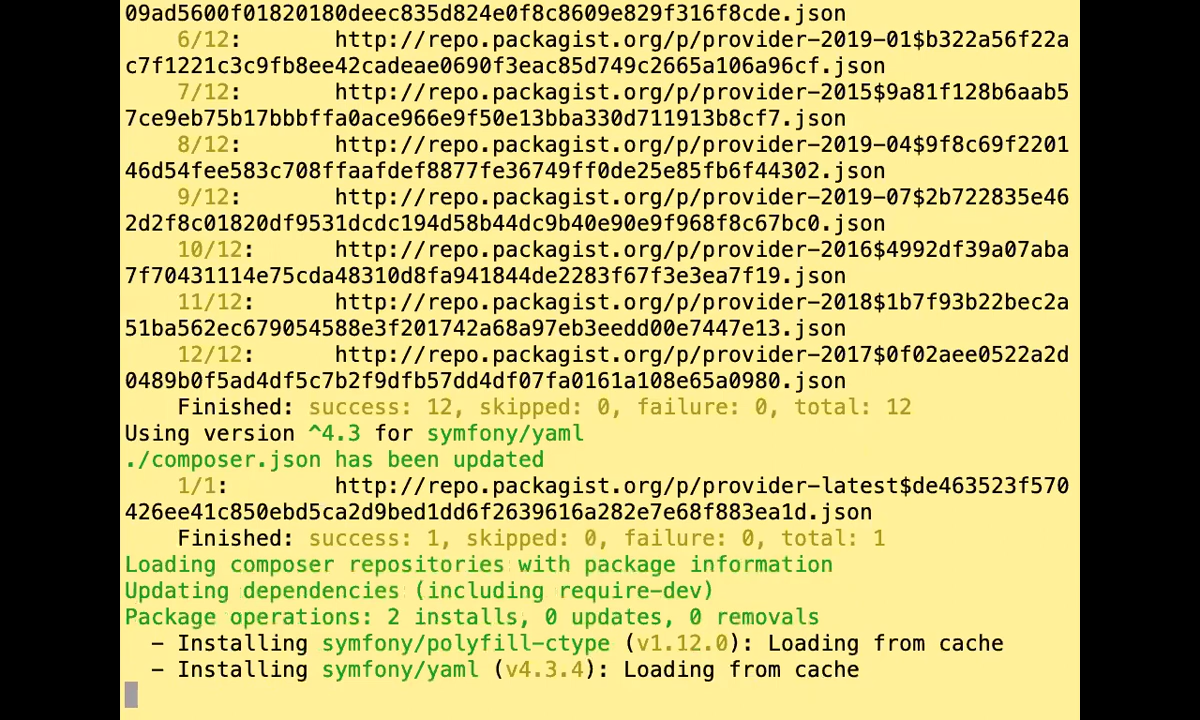 09ad5600f01820180deec835d824e0f8c8609e829f316f8cde.json
6/12: http://repo.packagist.org/p/provider-2019-01$b322a56f22a
c7f1221c3c9fb8ee42cadeae0690f3eac85d749c2665a106a96cf.json
7/12: http://repo.packagist.org/p/provider-2015$9a81f128b6aab5
7ce9eb75b17bbbffa0ace966e9f50e13bba330d711913b8cf7.json
8/12: http://repo.packagist.org/p/provider-2019-04$9f8c69f2201
46d54fee583c708ffaafdef8877fe36749ff0de25e85fb6f44302.json
9/12: http://repo.packagist.org/p/provider-2019-07$2b722835e46
2d2f8c01820df9531dcdc194d58b44dc9b40e90e9f968f8c67bc0.json
10/12: http://repo.packagist.org/p/provider-2016$4992df39a07aba
7f70431114e75cda48310d8fa941844de2283f67f3e3ea7f19.json
11/12: http://repo.packagist.org/p/provider-2018$1b7f93b22bec2a
51ba562ec679054588e3f201742a68a97eb3eedd00e7447e13.json
12/12: http://repo.packagist.org/p/provider-2017$0f02aee0522a2d
0489b0f5ad4df5c7b2f9dfb57dd4df07fa0161a108e65a0980.json
Finished: success: 12, skipped: 0, failure: 0, total: 12
Using version ^4.3 for symfony/yaml
./composer.json has been updated
1/1: http://repo.packagist.org/p/provider-latest$de463523f570
426ee41c850ebd5ca2d9bed1dd6f2639616a282e7e68f883ea1d.json
Finished: success: 1, skipped: 0, failure: 0, total: 1
Loading composer repositories with package information
Updating dependencies (including require-dev)
Package operations: 2 installs, 0 updates, 0 removals
- Installing symfony/polyfill-ctype (v1.12.0): Loading from cache
- Installing symfony/yaml (v4.3.4): Loading from cache